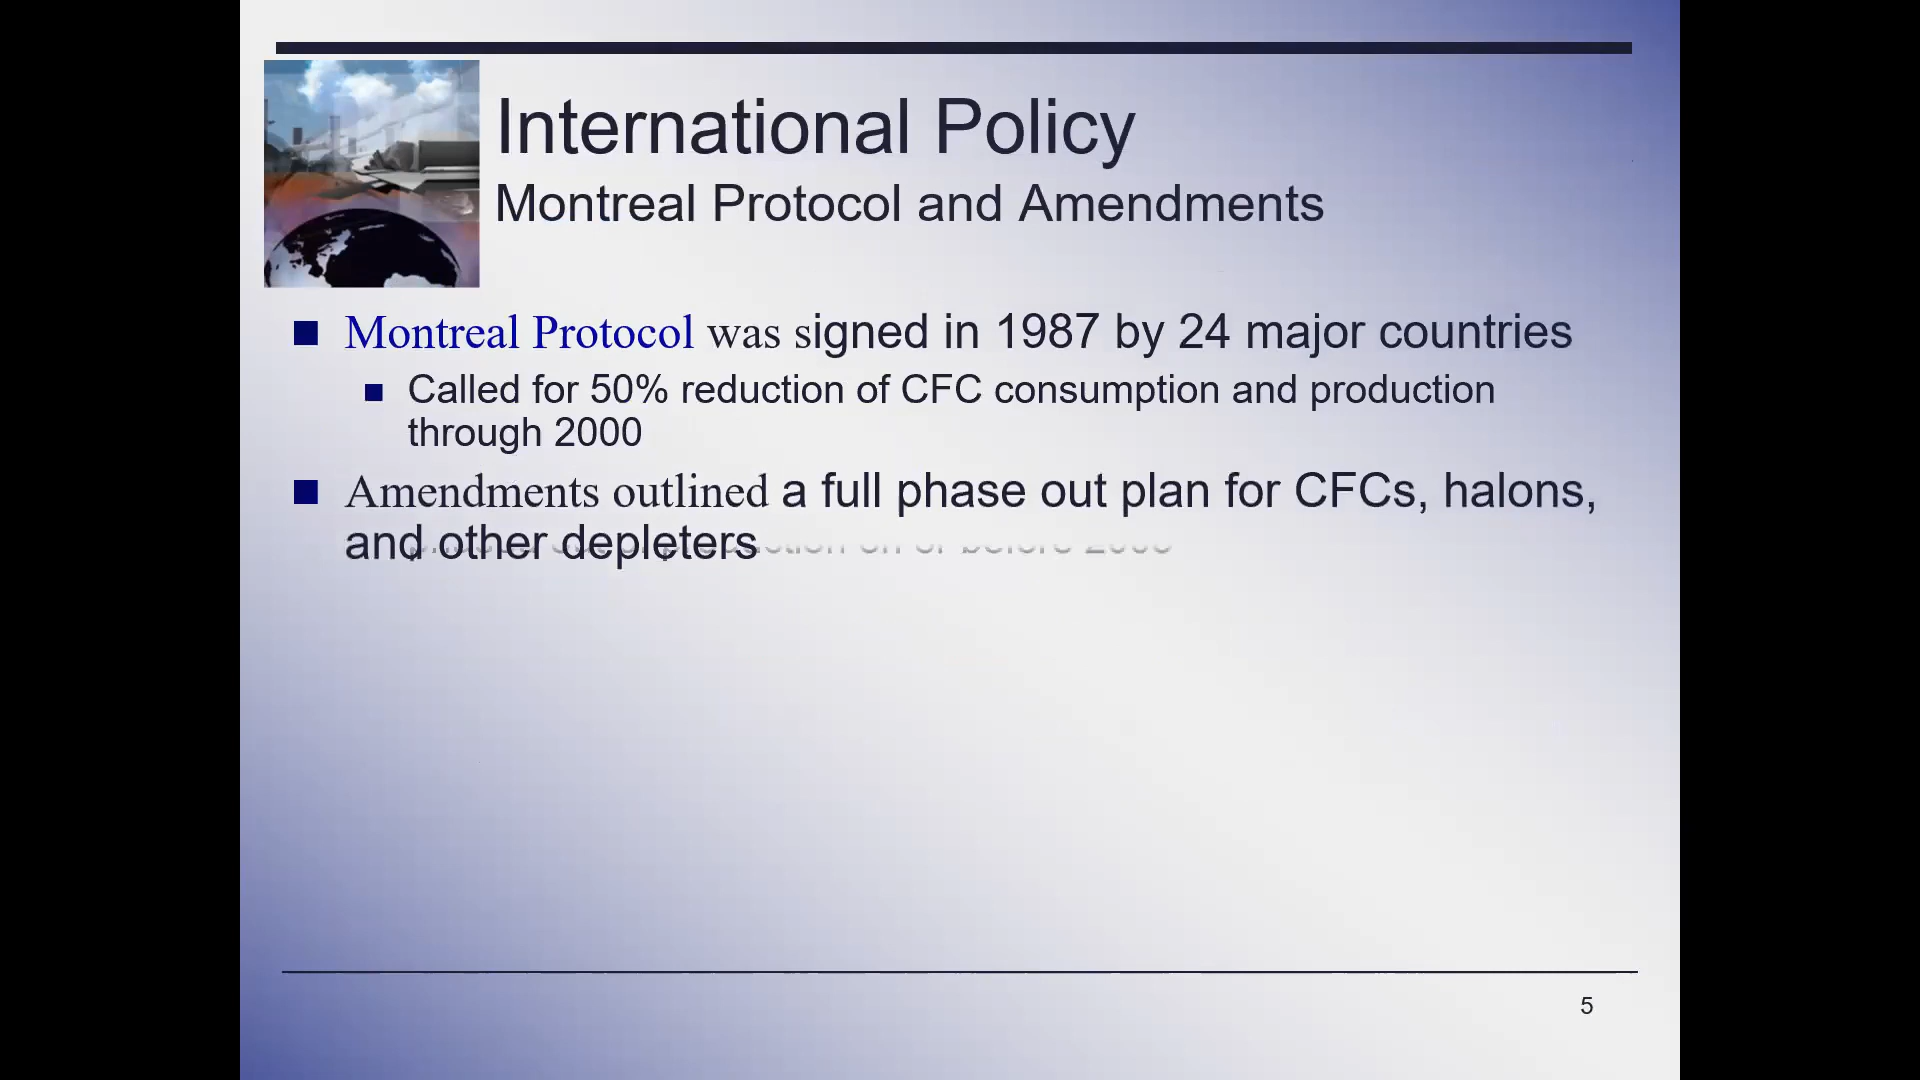 International Policy
Montreal Protocol and Amendments
Montreal Protocol was signed in 1987 by 24 major countries
Called for 50% reduction of CFC consumption and production
through 2000
Amendments outlined a full phase out plan for CFCs, halons,
and other depleters
5